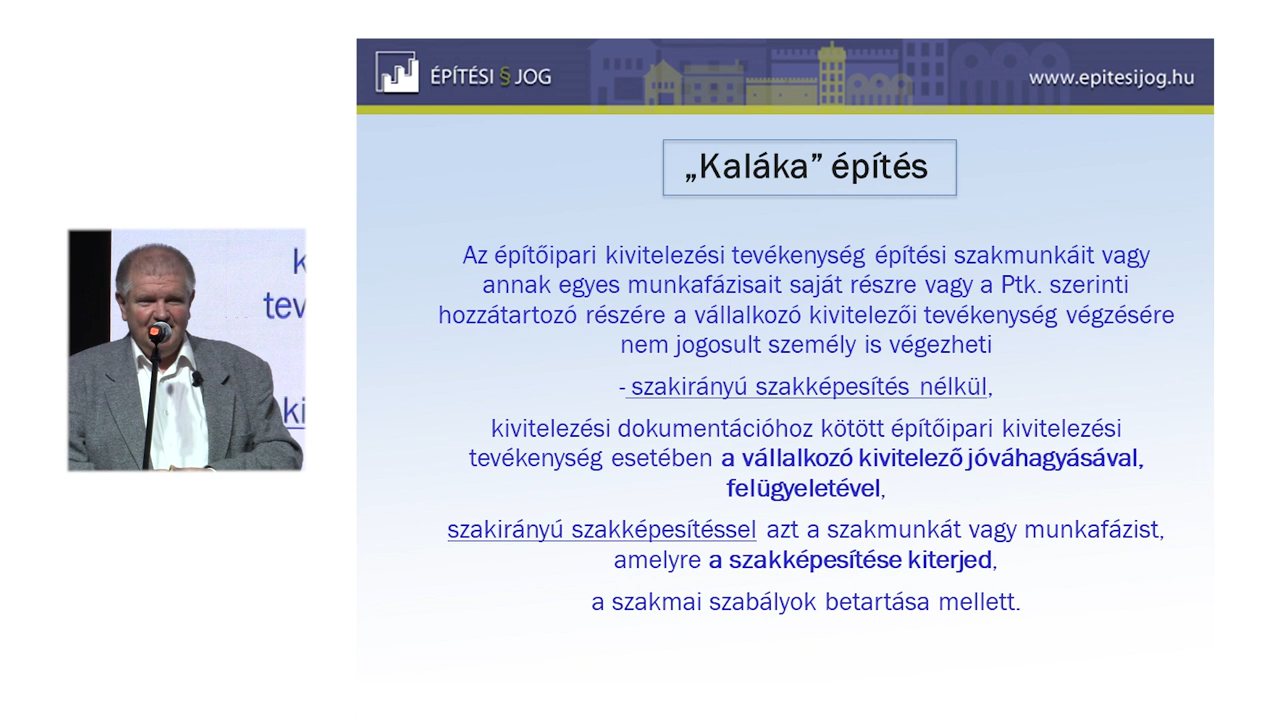 ÉPÍTÉSI § JOG
www.epitesijog.hu
„Kaláka” építés
Az építőipari kivitelezési tevékenység építési szakmunkáit vagy
annak egyes munkafázisait saját részre vagy a Ptk. szerinti
hozzátartozó részére a vállalkozó kivitelezői tevékenység végzésére
nem jogosult személy is végezheti
- szakirányú szakképesítés nélkül,
kivitelezési dokumentációhoz kötött építőipari kivitelezési
tevékenység esetében a vállalkozó kivitelező jóváhagyásával,
felügyeletével,
szakirányú szakképesítéssel azt a szakmunkát vagy munkafázist,
amelyre a szakképesítése kiterjed,
a szakmai szabályok betartása mellett.
k
tev
ki